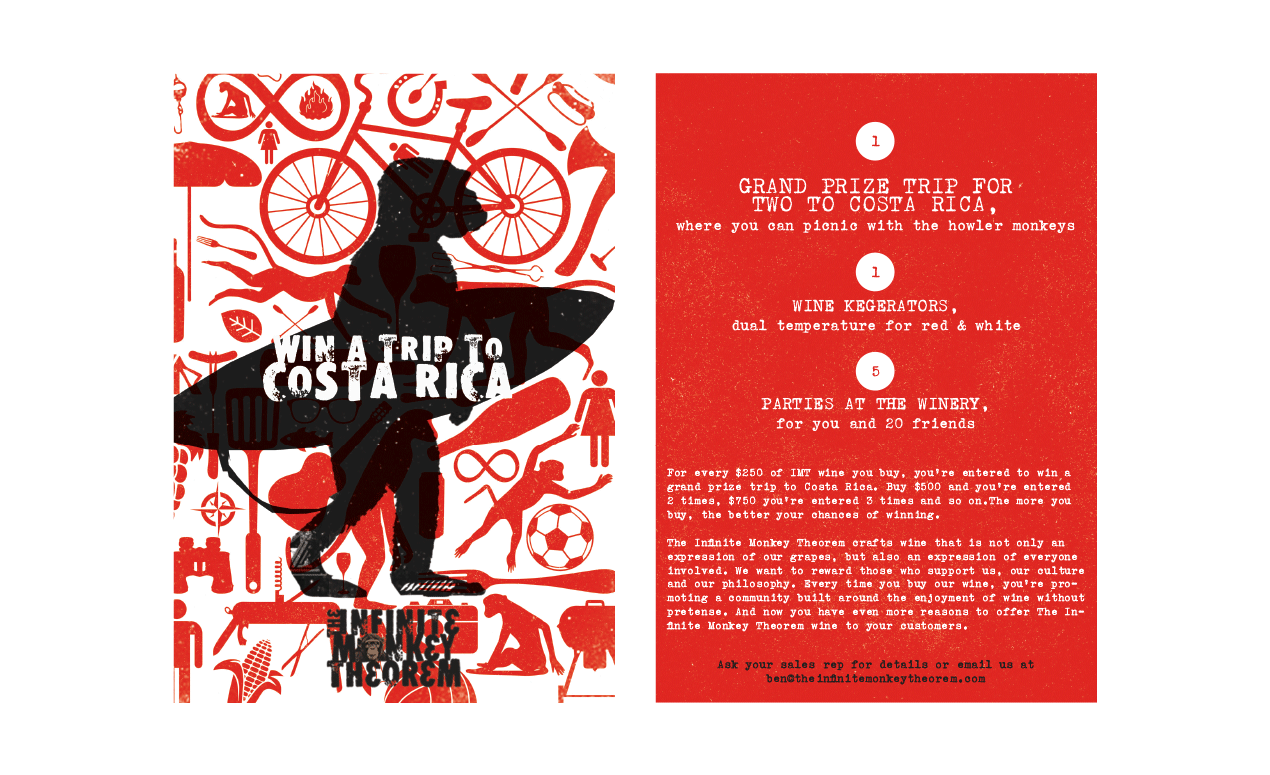 WIN A TRIP TO
COSTA RICA
THE INFINITE
MONKEY
THEOREM
1
GRAND PRIZE TRIP FOR
TWO TO COSTA RICA,
where you can picnic with the howler monkeys
1
WINE KEGERATORS,
dual temperature for red & white
5
PARTIES AT THE WINERY,
for you and 20 friends
For every $250 of IMT wine you buy, you're entered to win a
grand prize trip to Costa Rica. Buy $500 and you're entered
2 times, $750 you're entered 3 times and so on.The more you
buy, the better your chances of winning.
The Infinite Monkey Theorem crafts wine that is not only an
expression of our grapes, but also an expression of everyone
involved. We want to reward those who support us, our culture
and our philosophy. Every time you buy our wine, you're pro-
moting a community built around the enjoyment of wine without
pretense. And now you have even more reasons to offer The In-
finite Monkey Theorem wine to your customers.
Ask your sales rep for details or email us at
ben@theinfinitemonkeytheorem.com